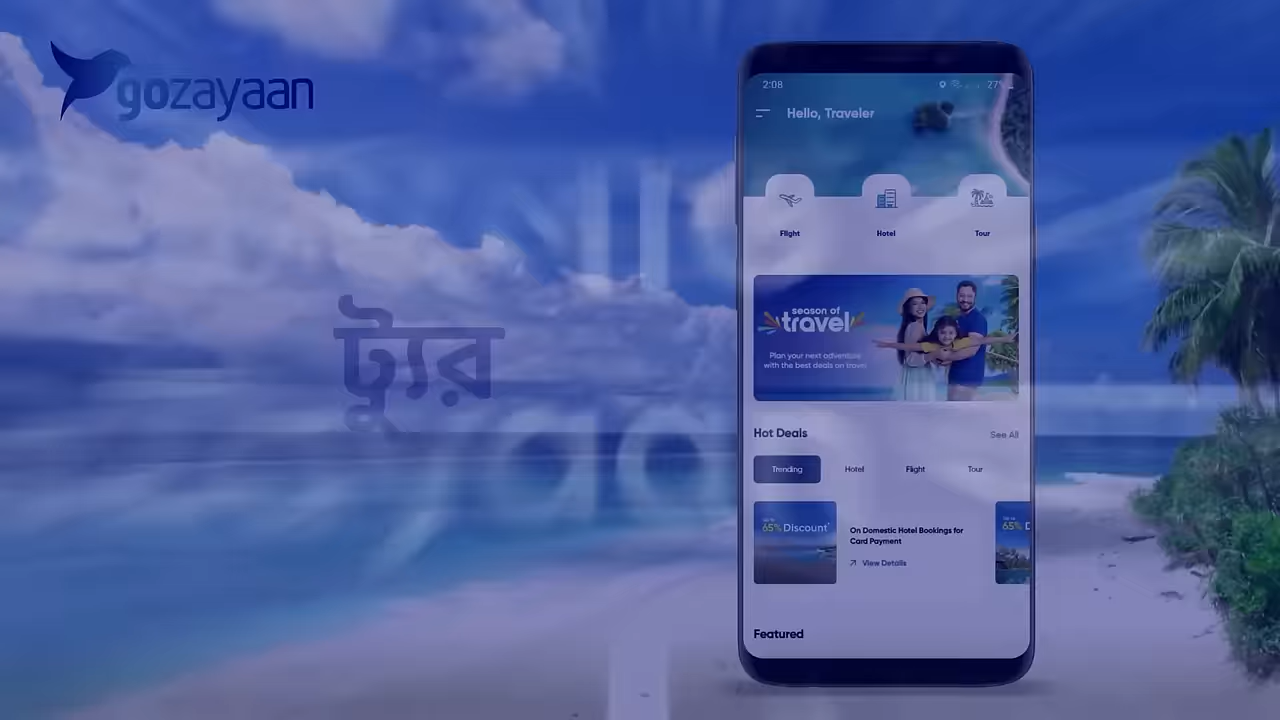 gozayaan
ট্যুর
2:08
27%
Hello, Traveler
Flight
Hotel
Tour
season of
travel
Plan your next adventure
with the best deals on travel
Hot Deals
See All
Trending
Hotel
Flight
Tour
65% Discount*
On Domestic Hotel Bookings for
Card Payment
View Details
65% D
Featured